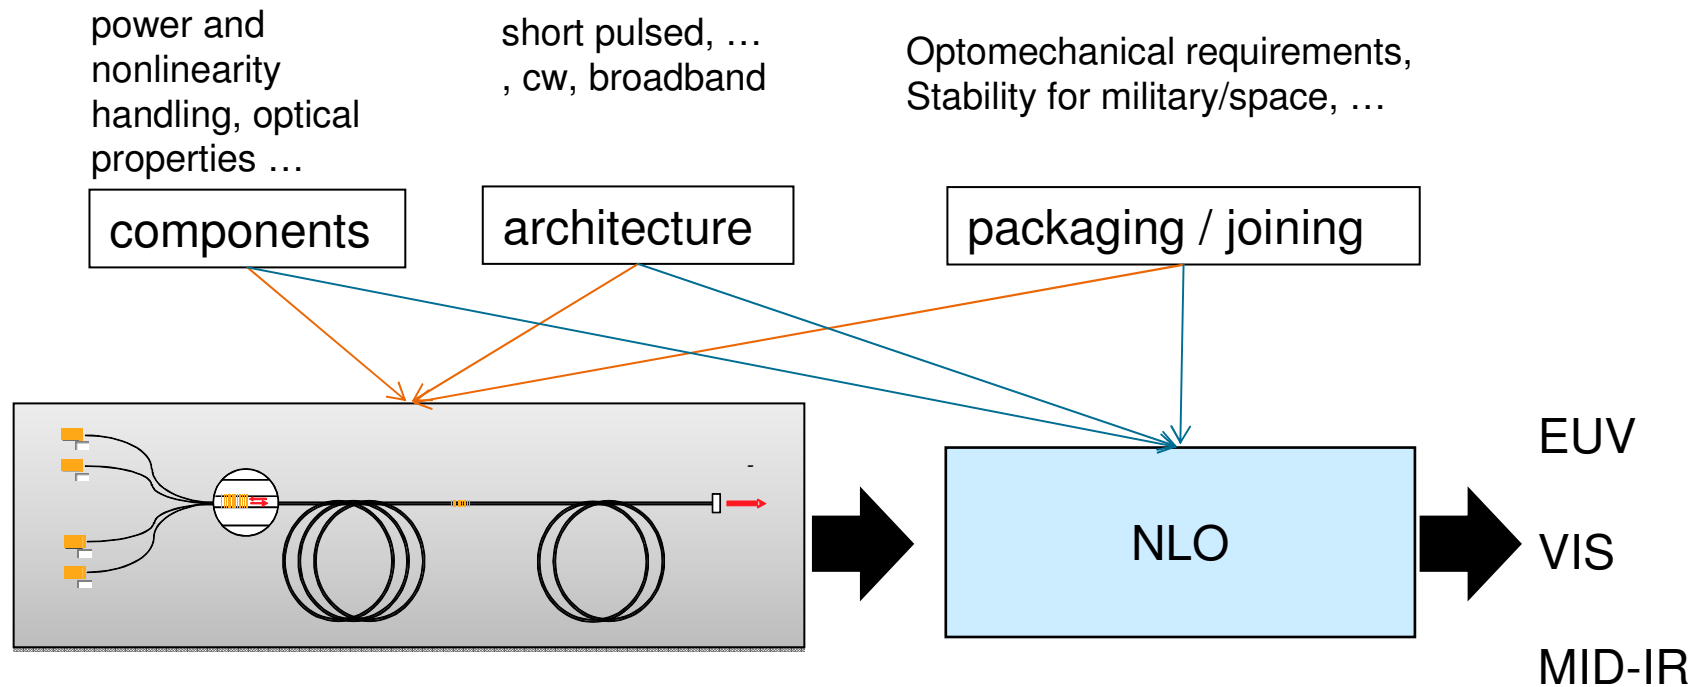 power and
nonlinearity
handling, optical
properties …
short pulsed, …
, cw, broadband
Optomechanical requirements,
Stability for military/space, …
components
architecture
packaging / joining
-
NLO
EUV
VIS
MID-IR